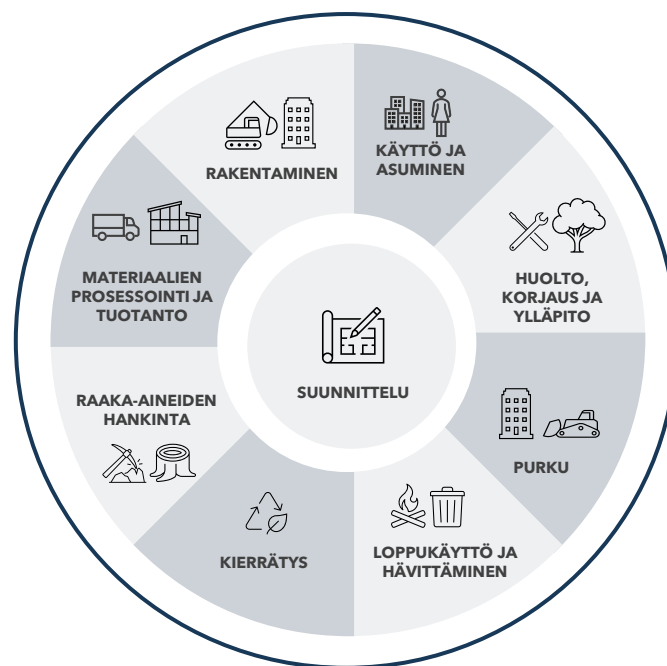 RAKENTAMINEN
KÄYTTÖ JA
ASUMINEN
HUOLTO,
KORJAUS JA
YLLÄPITO
PURKU
LOPPUKÄYTTÖ JA
HÄVITTÄMINEN
KIERRÄTYS
RAAKA-AINEIDEN
HANKINTA
MATERIAALIEN
PROSESSOINTI JA
TUOTANTO
SUUNNITTELU